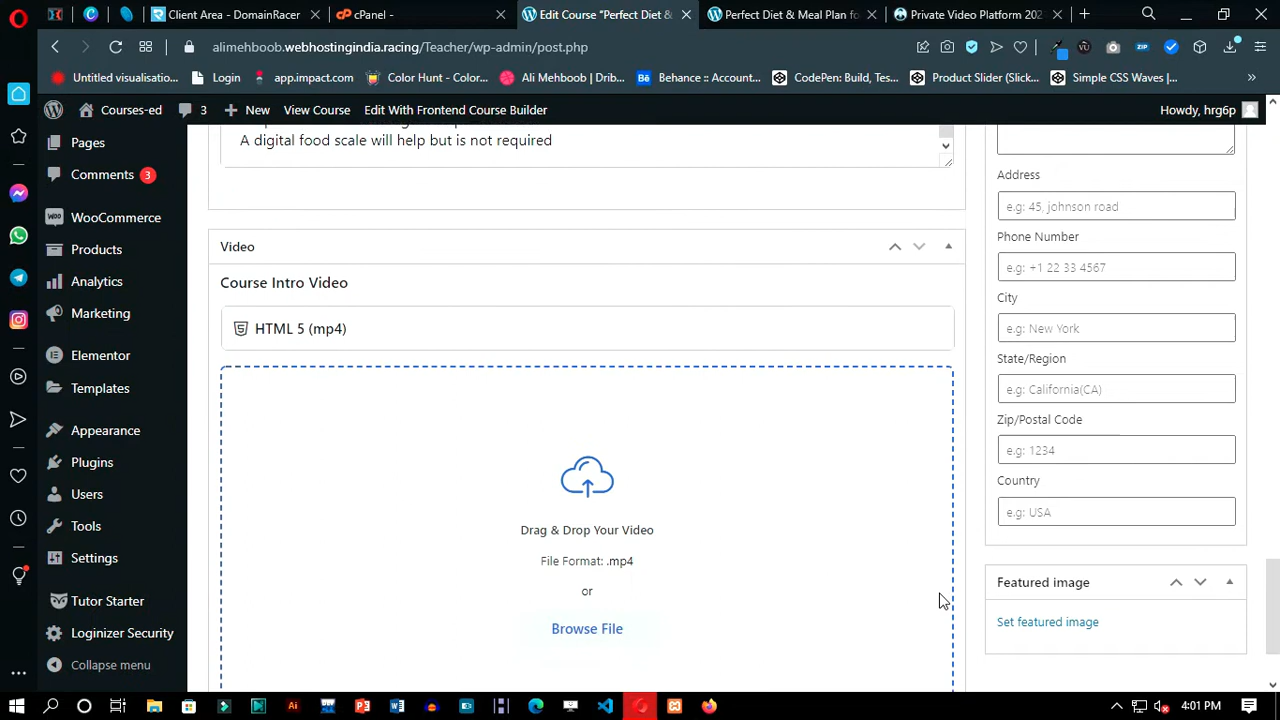 Client Area - DomainRacer
cPanel -
Edit Course "Perfect Diet &
Perfect Diet & Meal Plan fo
Private Video Platform 202
alimehboob.webhostingindia.racing/Teacher/wp-admin/post.php
ZIP
VU
Untitled visualisatio...
Login
app.impact.com
Color Hunt - Color...
Ali Mehboob | Drib...
Behance :: Account...
CodePen: Build, Tes...
Product Slider (Slick...
Simple CSS Waves |...
Courses-ed
3
New
View Course
Edit With Frontend Course Builder
Howdy, hrg6p
Pages
Comments 3
WooCommerce
Products
Analytics
Marketing
Elementor
Templates
Appearance
Plugins
Users
Tools
Settings
Tutor Starter
Loginizer Security
Collapse menu
A digital food scale will help but is not required
Video
Course Intro Video
HTML 5 (mp4)
Drag & Drop Your Video
File Format: .mp4
or
Browse File
Address
e.g: 45, johnson road
Phone Number
e.g: +1 22 33 4567
City
e.g: New York
State/Region
e.g: California(CA)
Zip/Postal Code
e.g: 1234
Country
e.g: USA
Featured image
Set featured image
4:01 PM